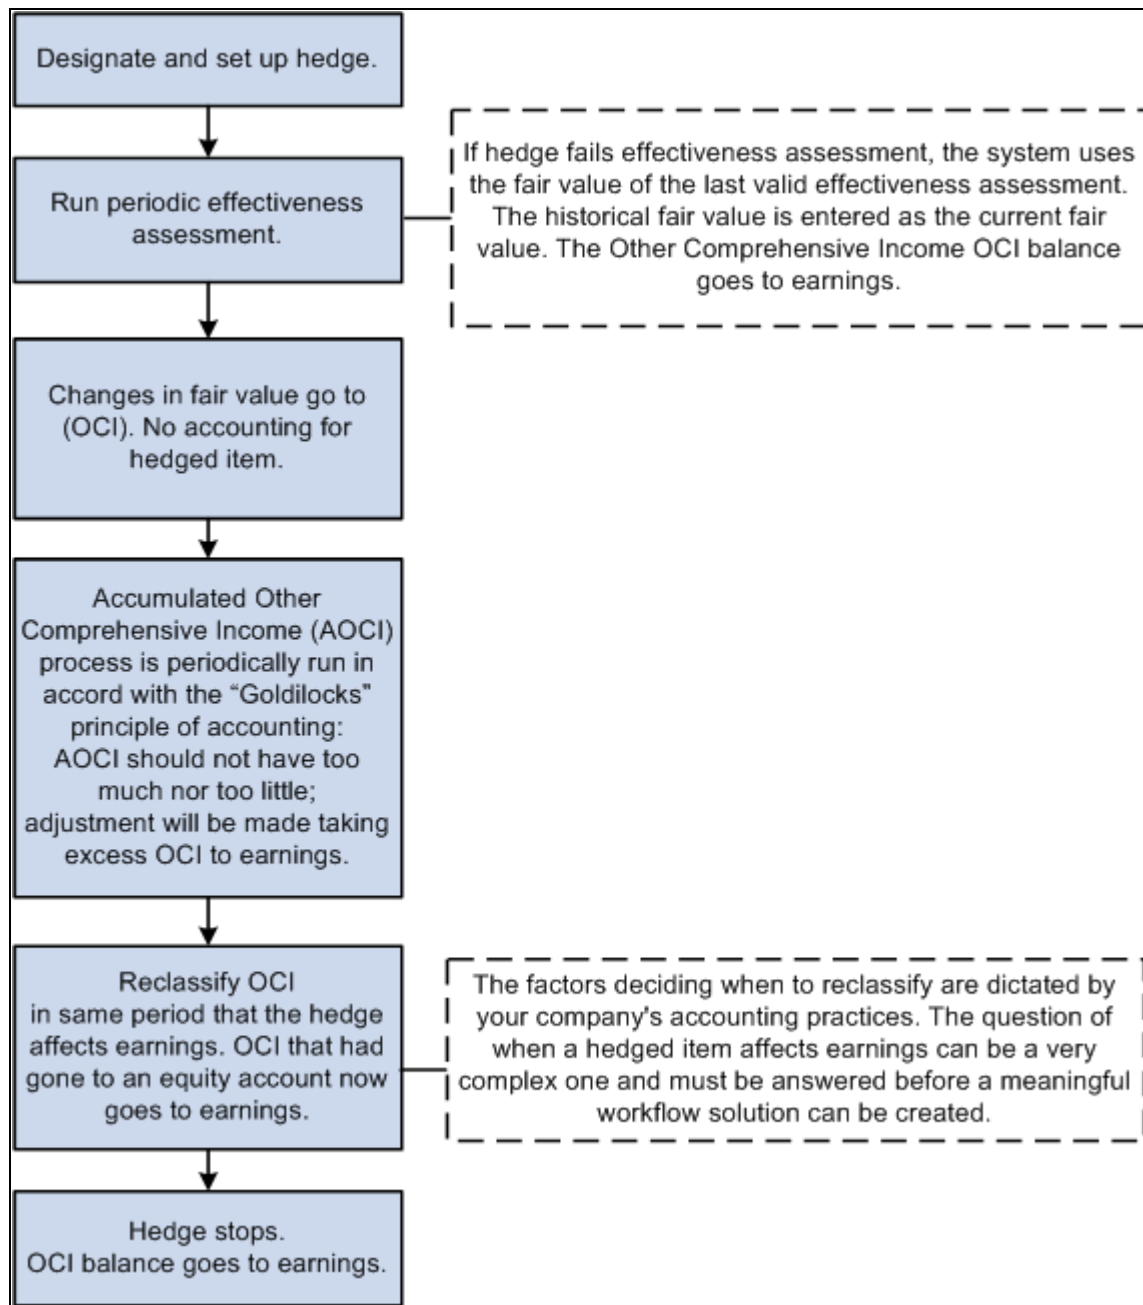 Designate and set up hedge.
Run periodic effectiveness
assessment.
If hedge fails effectiveness assessment, the system uses
the fair value of the last valid effectiveness assessment.
The historical fair value is entered as the current fair
value. The Other Comprehensive Income OCI balance
goes to earnings.
Changes in fair value go to
(OCI). No accounting for
hedged item.
Accumulated Other
Comprehensive Income (AOCI)
process is periodically run in
accord with the “Goldilocks”
principle of accounting:
AOCI should not have too
much nor too little;
adjustment will be made taking
excess OCI to earnings.
Reclassify OCI
in same period that the hedge
affects earnings. OCI that had
gone to an equity account now
goes to earnings.
The factors deciding when to reclassify are dictated by
your company's accounting practices. The question of
when a hedged item affects earnings can be a very
complex one and must be answered before a meaningful
workflow solution can be created.
Hedge stops.
OCI balance goes to earnings.